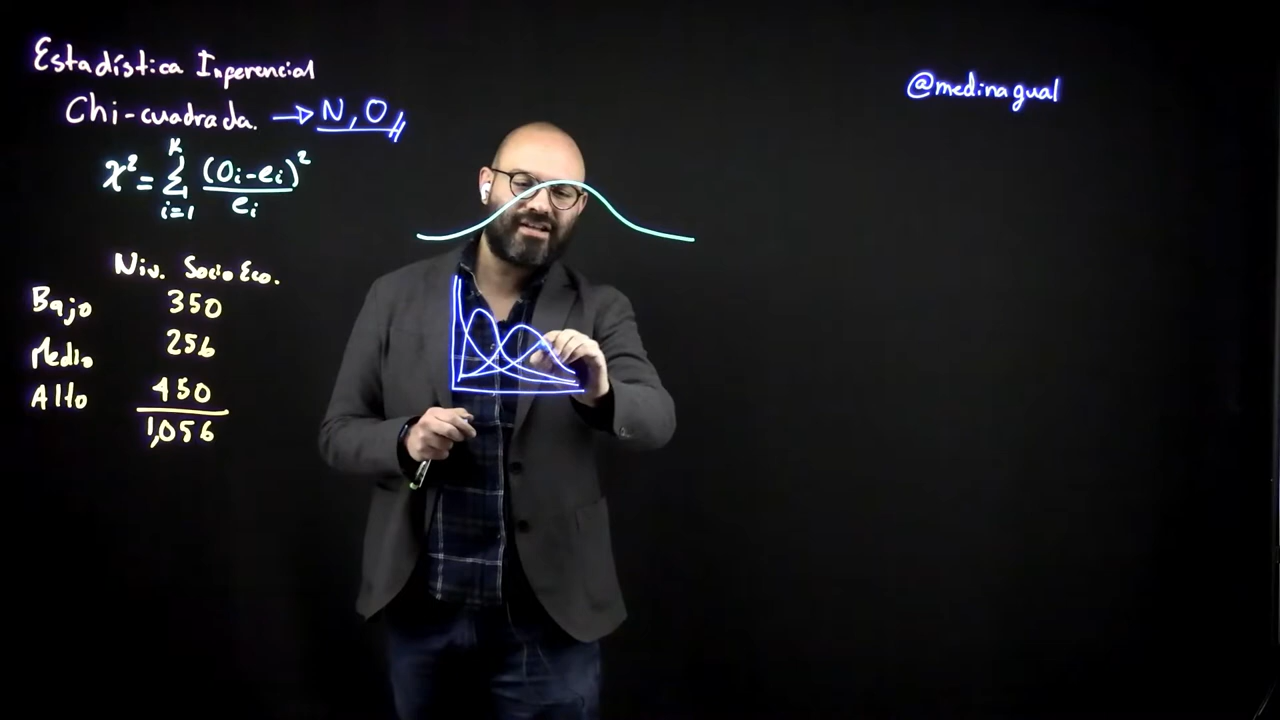 Estadística Inferencial
Chi-cuadrada. → N, O
χ² = Σ (Oi-ei)² / ei
k
i=1
Niv. Socio Eco.
Bajo 350
Medio 256
Alto 450
1,056
@medinagual